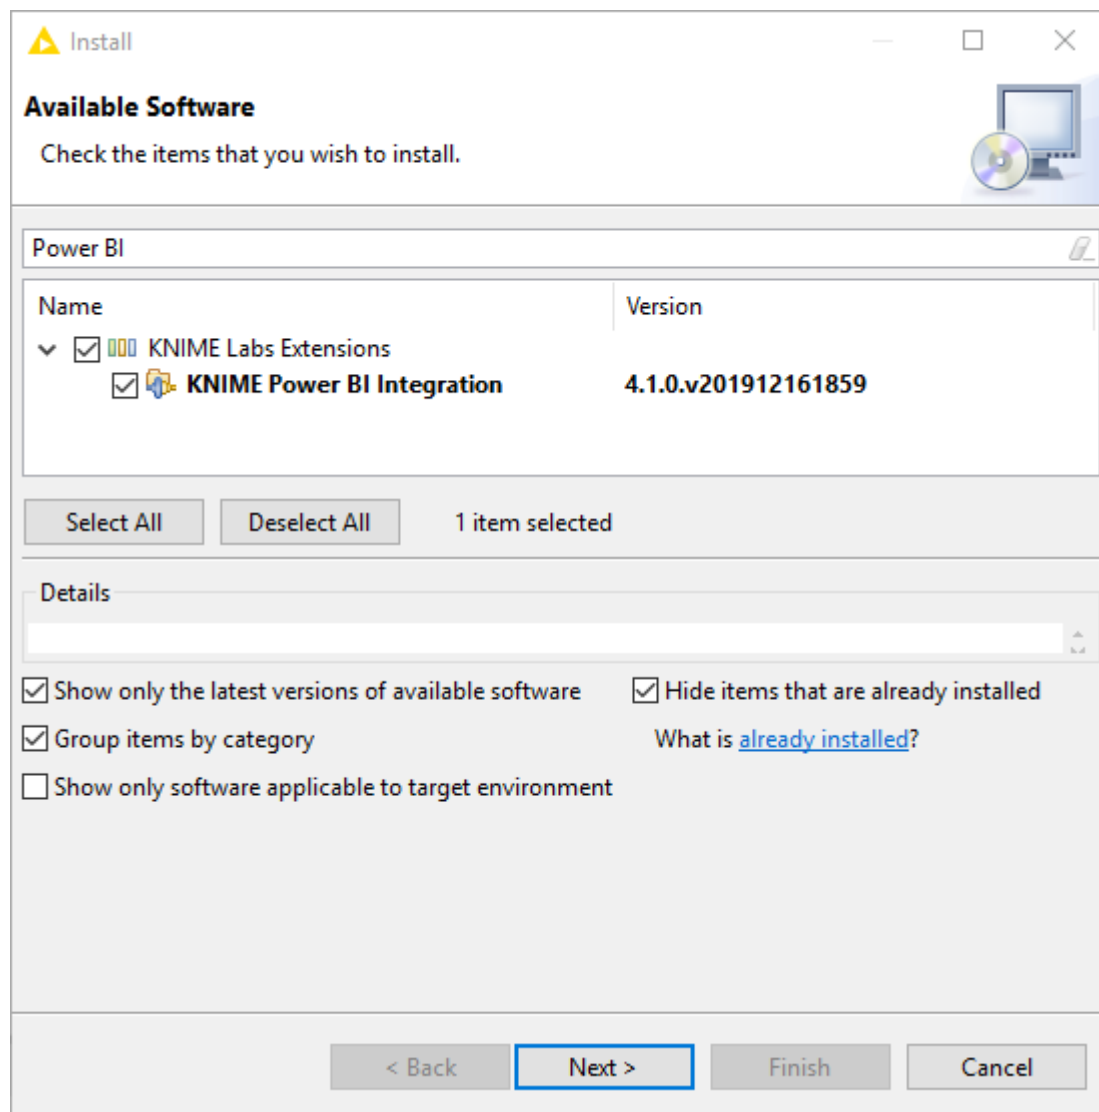 Install
Available Software
Check the items that you wish to install.
Power BI
Name Version
KNIME Labs Extensions
KNIME Power BI Integration 4.1.0.v201912161859
Select All Deselect All 1 item selected
Details
Show only the latest versions of available software Hide items that are already installed
Group items by category What is already installed?
Show only software applicable to target environment
< Back Next > Finish Cancel